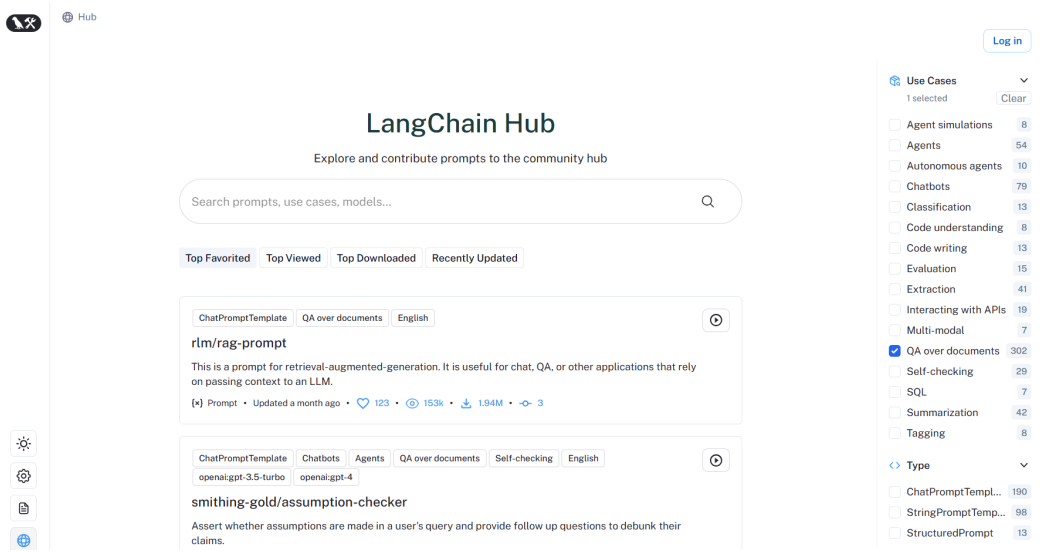 Hub
Log in
LangChain Hub
Explore and contribute prompts to the community hub
Search prompts, use cases, models...
Top Favorited
Top Viewed
Top Downloaded
Recently Updated
ChatPromptTemplate
QA over documents
English
rlm/rag-prompt
This is a prompt for retrieval-augmented-generation. It is useful for chat, QA, or other applications that rely
on passing context to an LLM.
Prompt • Updated a month ago • 123 • 153k • 1.94M • 3
ChatPromptTemplate
Chatbots
Agents
QA over documents
Self-checking
English
openai:gpt-3.5-turbo
openai:gpt-4
smithing-gold/assumption-checker
Assert whether assumptions are made in a user's query and provide follow up questions to debunk their
claims.
Use Cases
1 selected
Clear
Agent simulations 8
Agents 54
Autonomous agents 10
Chatbots 79
Classification 13
Code understanding 8
Code writing 13
Evaluation 15
Extraction 41
Interacting with APIs 19
Multi-modal 7
QA over documents 302
Self-checking 29
SQL 7
Summarization 42
Tagging 8
Type
ChatPromptTempl... 190
StringPromptTemp... 98
StructuredPrompt 13